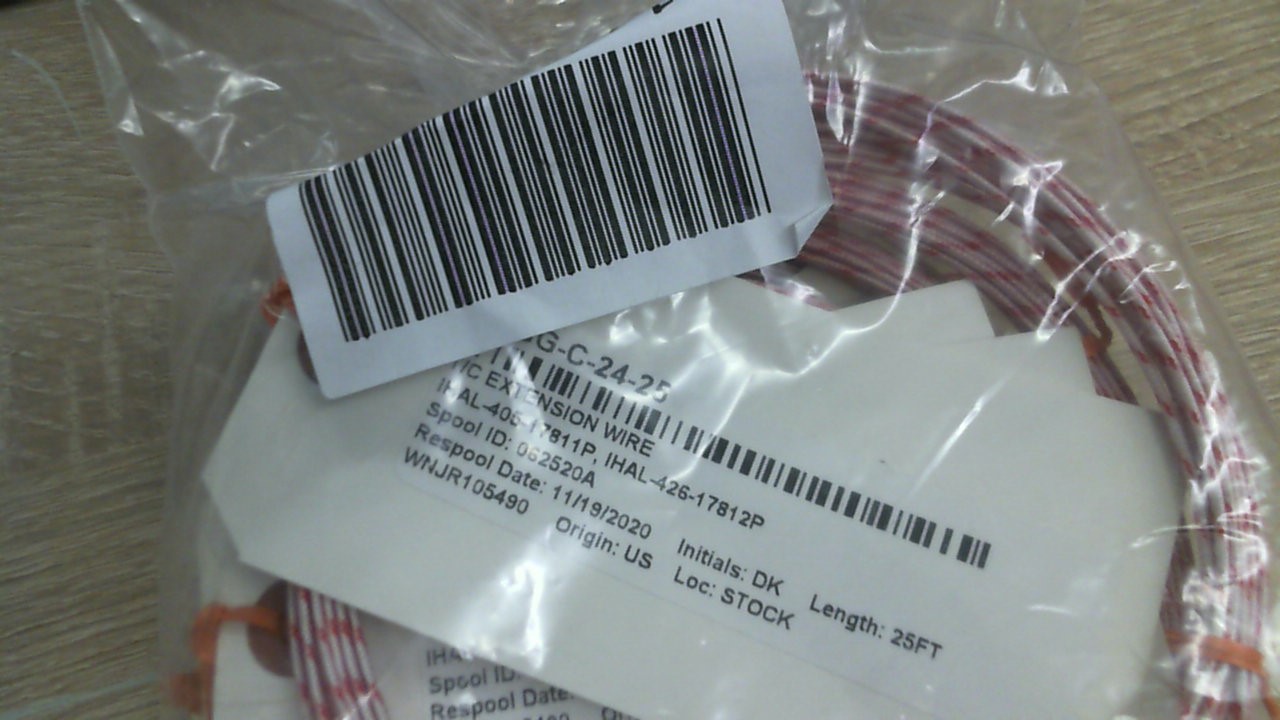 G-C-24-25
T/C EXTENSION WIRE
IHAL-405-17811P, IHAL-426-17812P
Spool ID: 062520A
Respool Date: 11/19/2020 Initials: DK Length: 25FT
WNJR105490 Origin: US Loc: STOCK
Spool ID:
Respool Date: